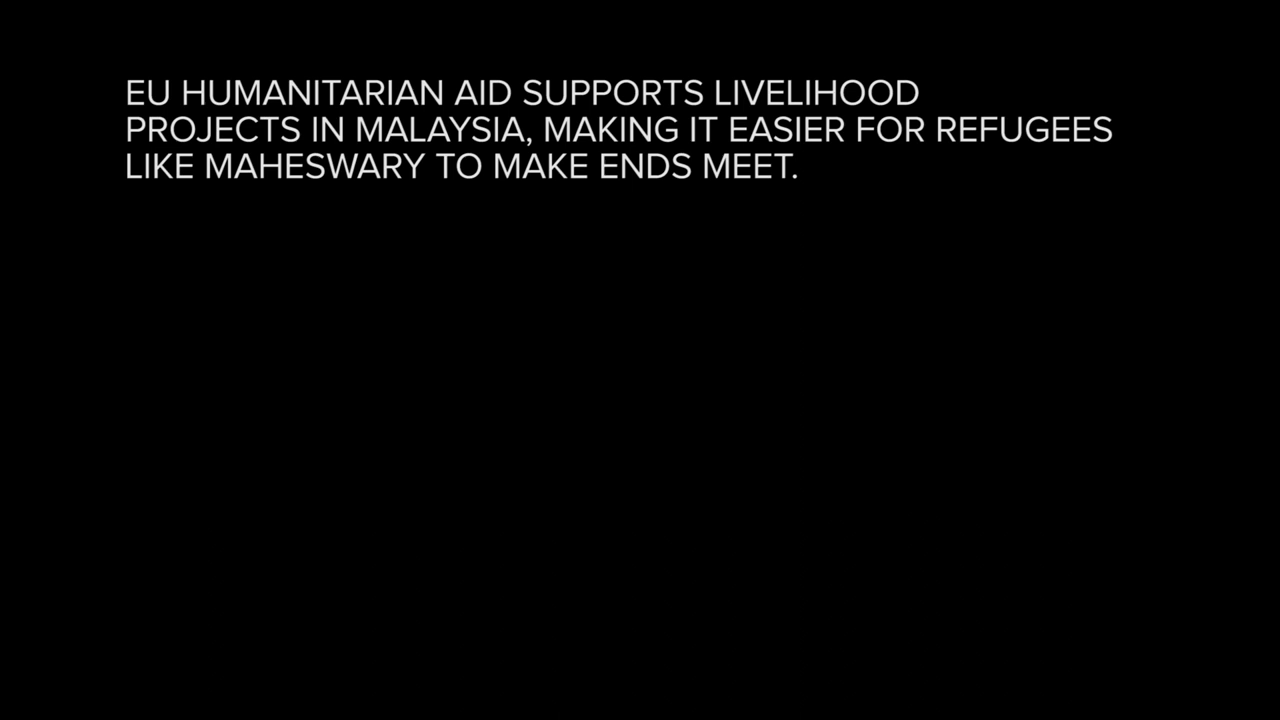 EU HUMANITARIAN AID SUPPORTS LIVELIHOOD
PROJECTS IN MALAYSIA, MAKING IT EASIER FOR REFUGEES
LIKE MAHESWARY TO MAKE ENDS MEET.